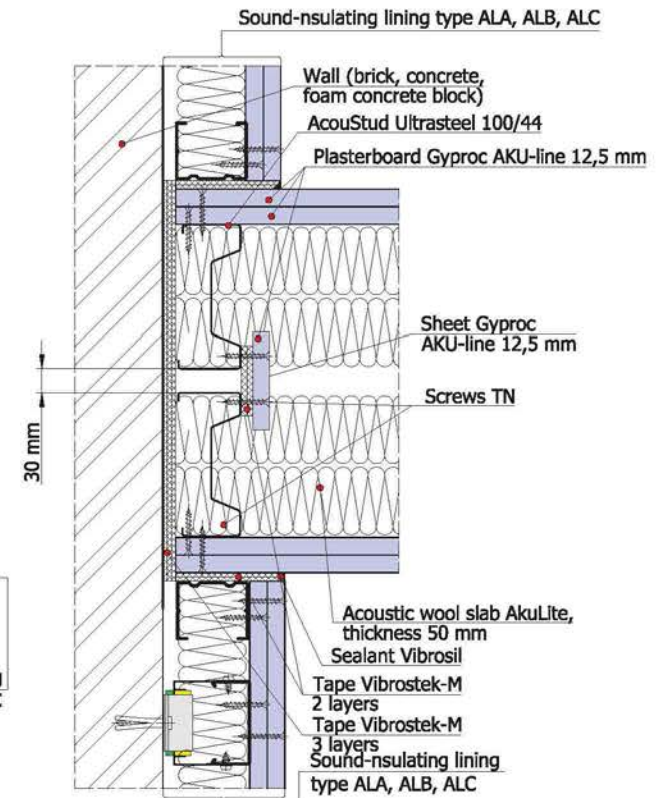 Sound-nsulating lining type ALA, ALB, ALC
Wall (brick, concrete,
foam concrete block)
AcouStud Ultrasteel 100/44
Plasterboard Gyproc AKU-line 12,5 mm
Sheet Gyproc
AKU-line 12,5 mm
Screws TN
30 mm
Acoustic wool slab AkuLite,
thickness 50 mm
Sealant Vibrosil
Tape Vibrostek-M
2 layers
Tape Vibrostek-M
3 layers
Sound-nsulating lining
type ALA, ALB, ALC